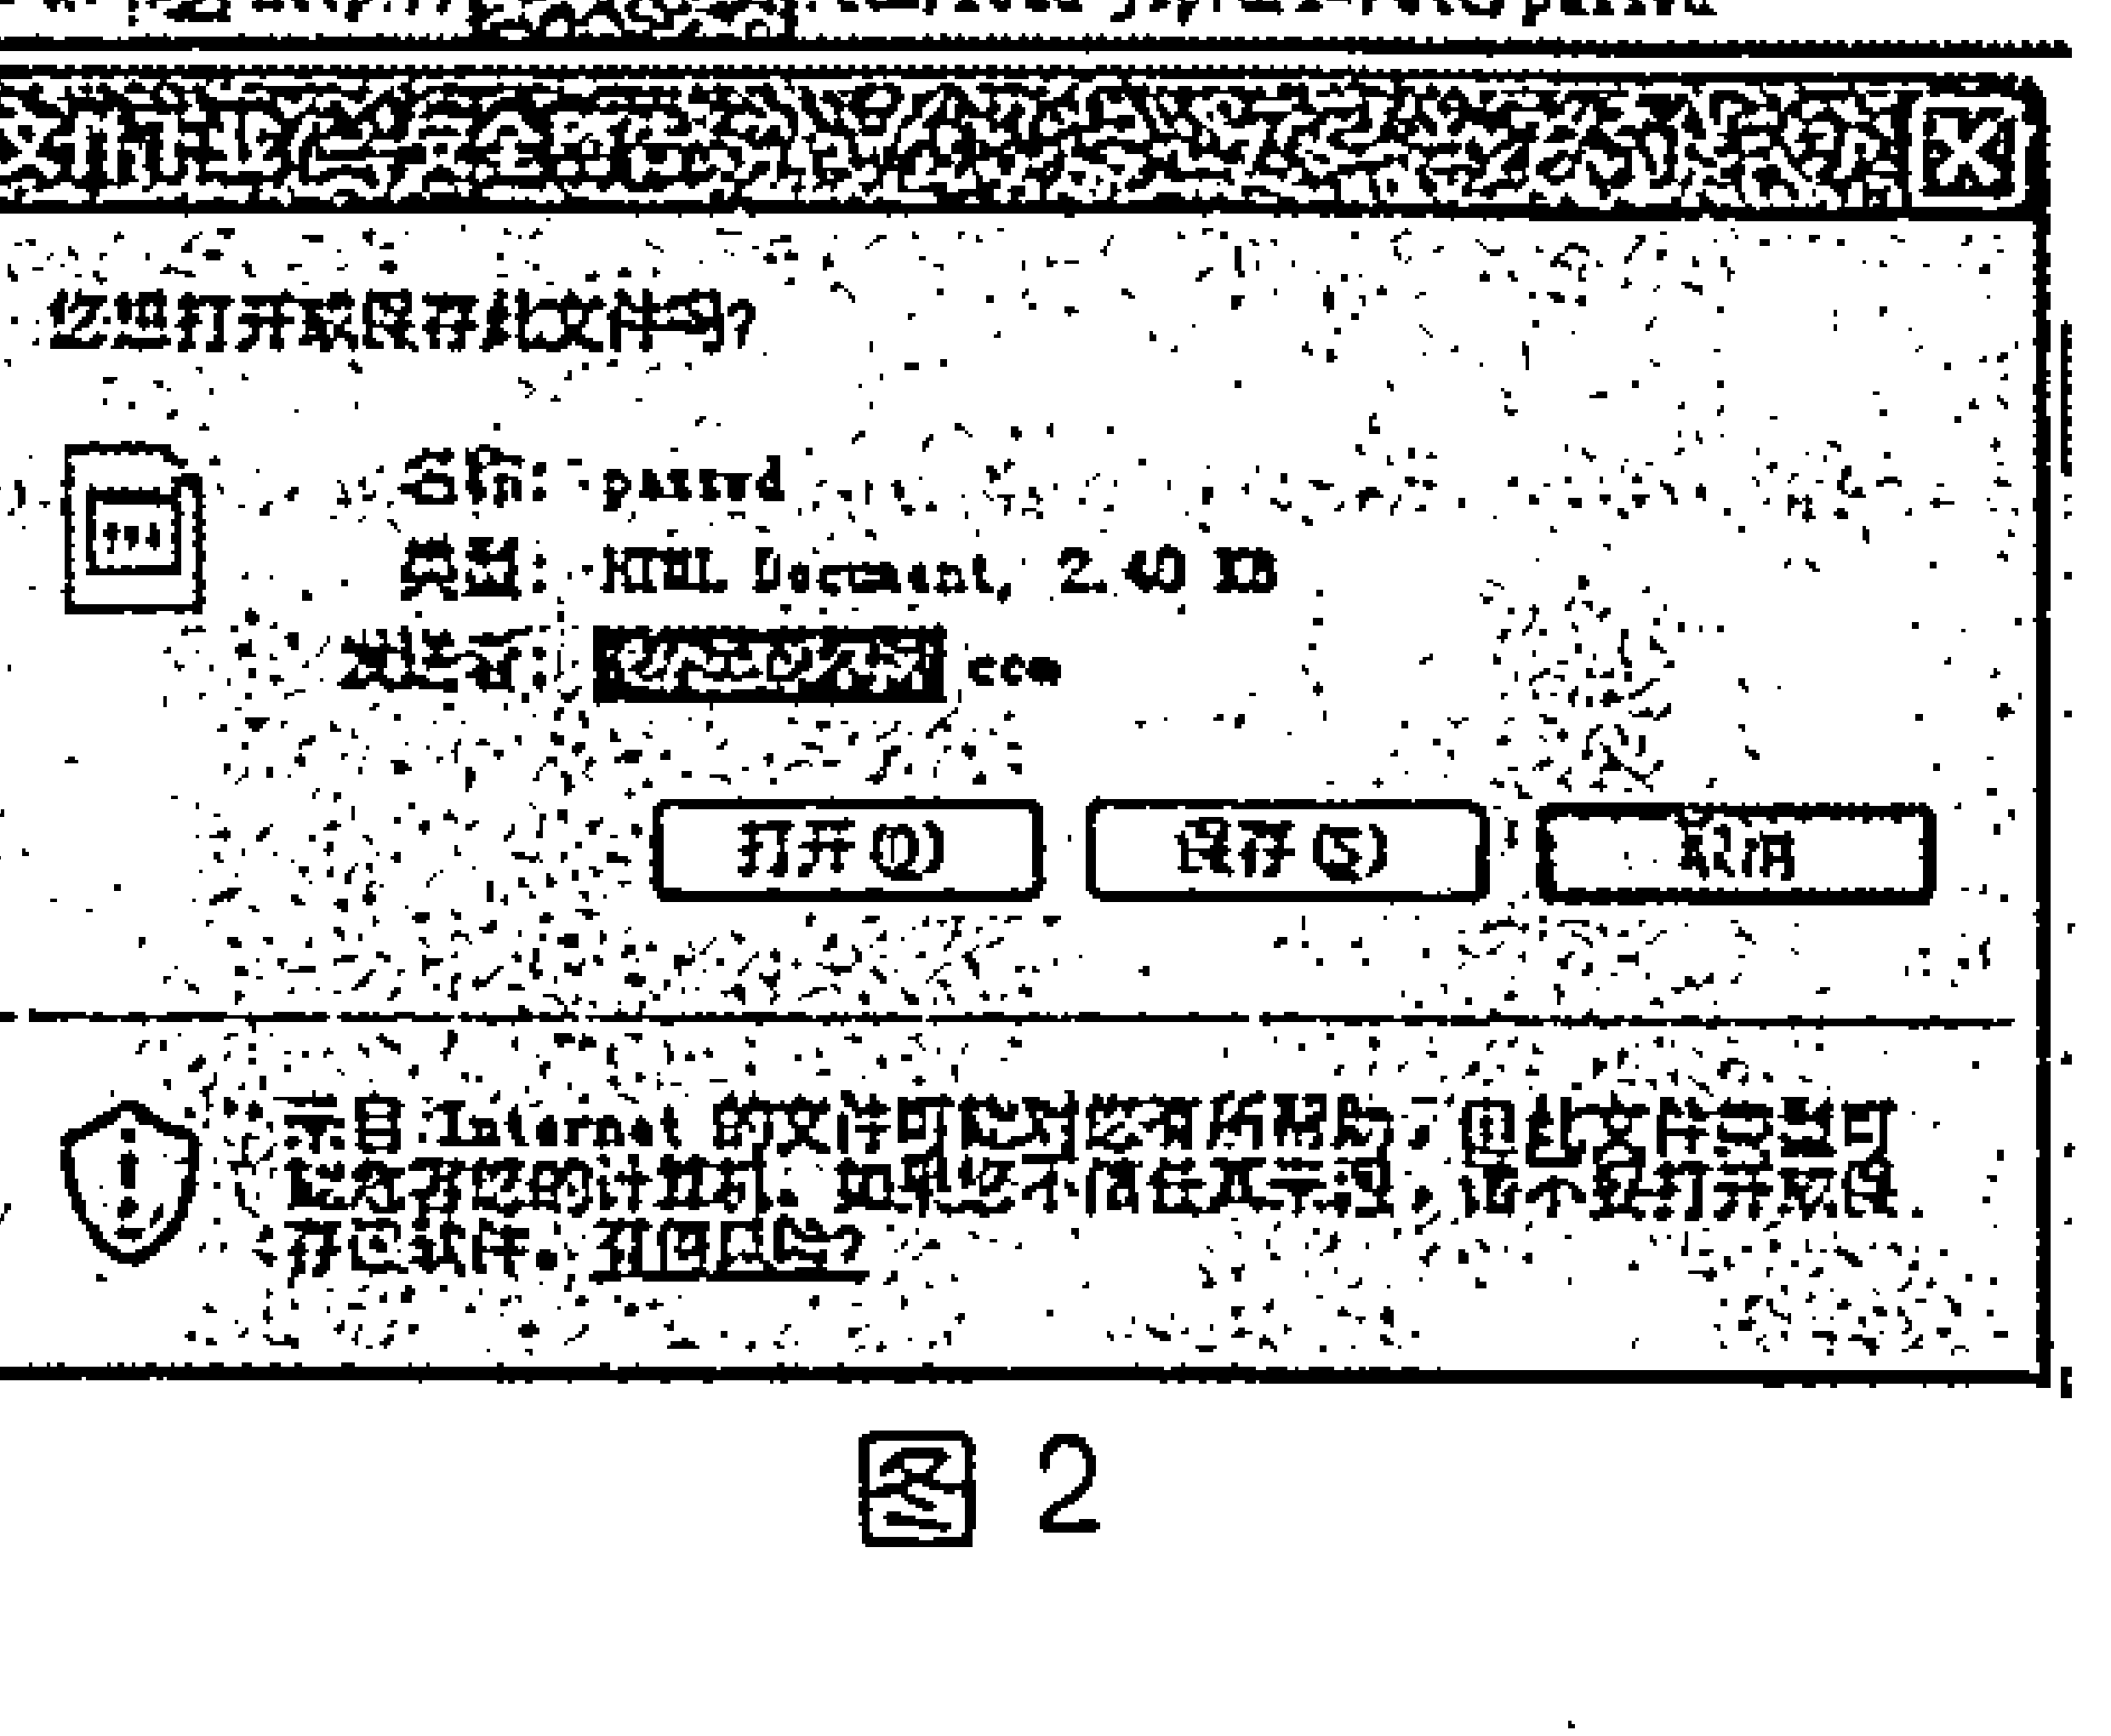 您想打开或保存此文件吗?
名称: passwd
类型: HTML Document, 2.40 KB
发送者: com
打开(O) 保存(S) 取消
来自 Internet 的文件可能对您有所帮助，但此文件类型可
能危害您的计算机。如果您不信任其来源，请不要打开或保
存该软件。有何风险?
图 2